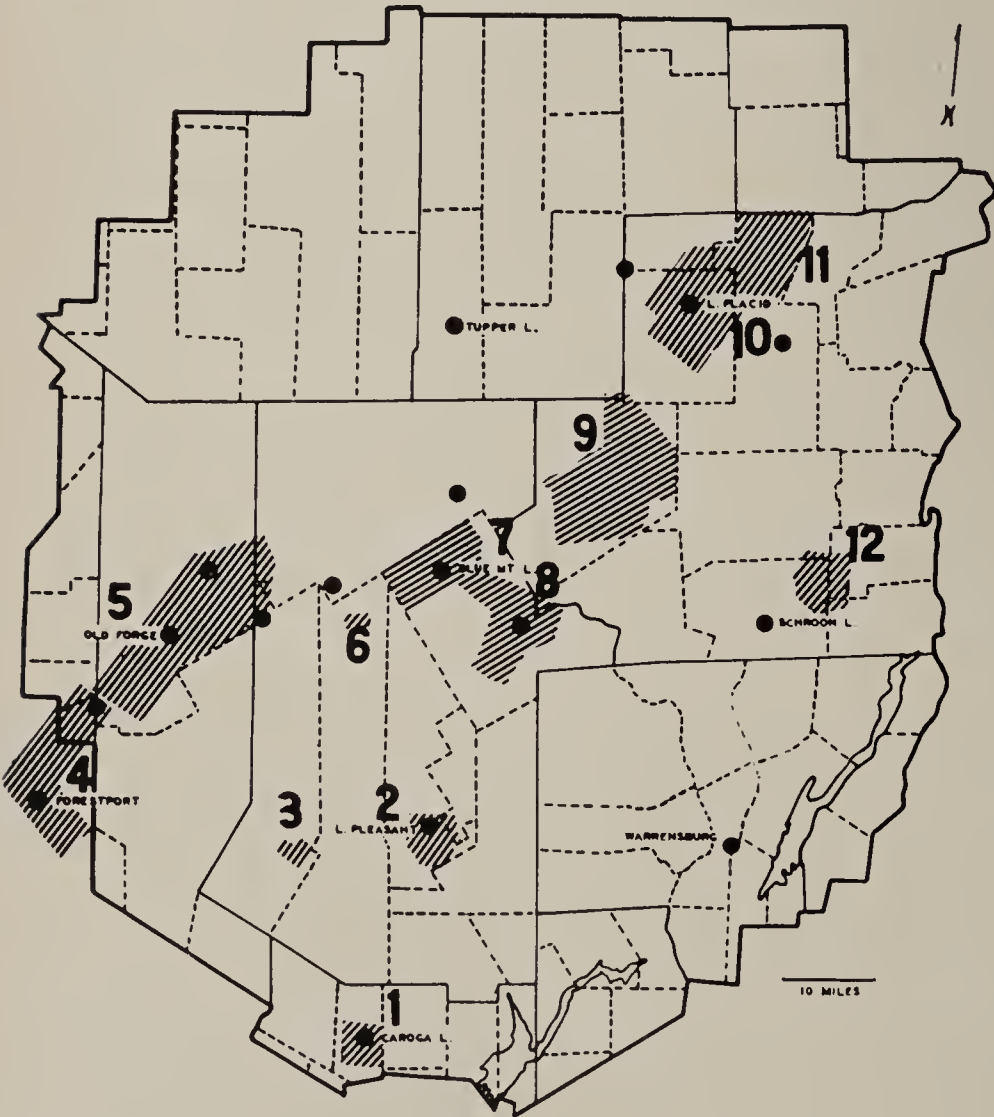 N
11
L. PLACID
TUPPER L.
10
9
7
BLUE MT L.
12
8
5
OLD FORGE
6
SCHROON L.
4
FORESTPORT
3
2
L. PLEASANT
WARRENSBURG
10 MILES
1
CAROGA L.